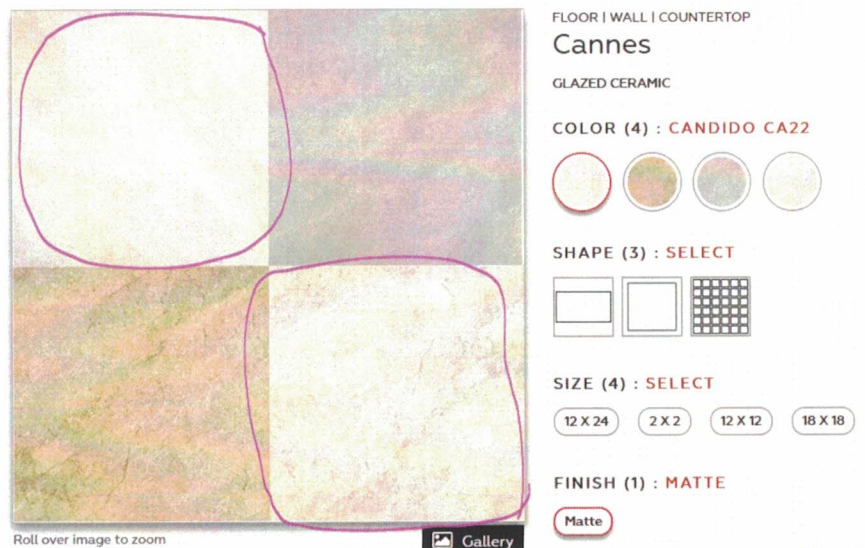 FLOOR | WALL | COUNTERTOP
Cannes
GLAZED CERAMIC
COLOR (4) : CANDIDO CA22
SHAPE (3) : SELECT
SIZE (4) : SELECT
12 X 24 2 X 2 12 X 12 18 X 18
FINISH (1) : MATTE
Matte
Roll over image to zoom
Gallery